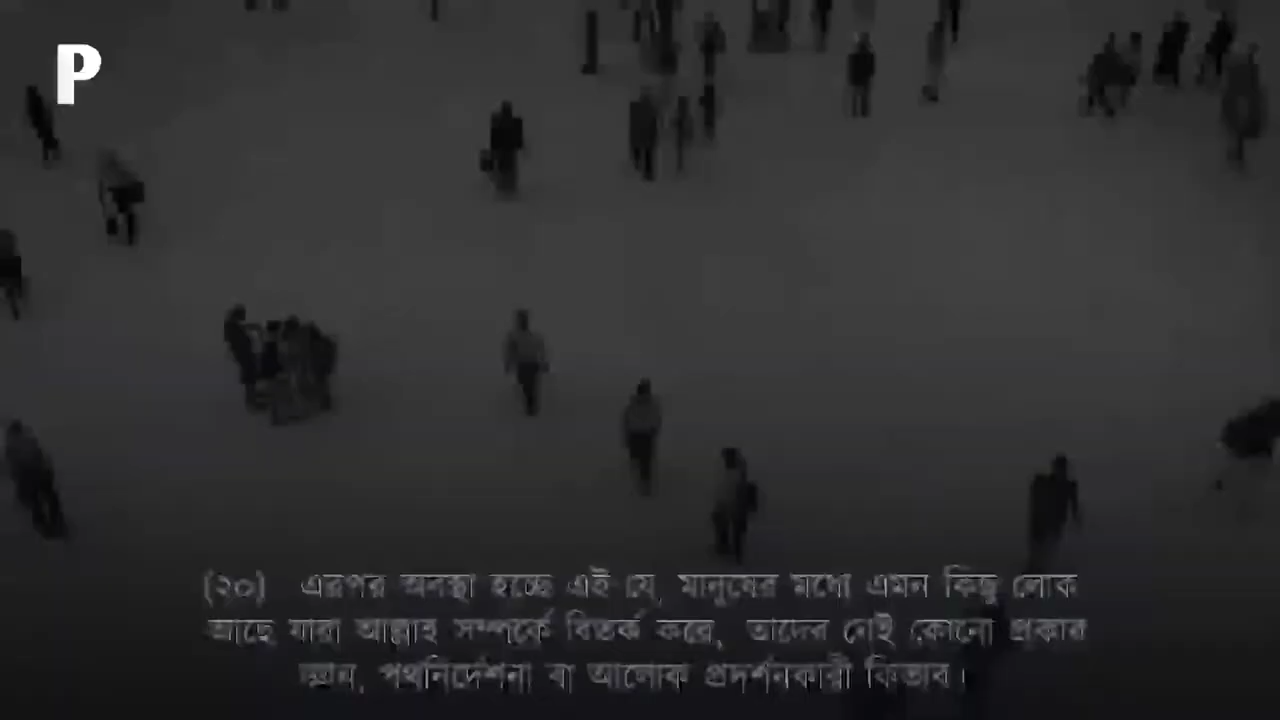 P
(২০) এরপর অবস্থা হচ্ছে এই যে, মানুষের মধ্যে এমন কিছু লোক
আছে যারা আল্লাহ সম্পর্কে বিতর্ক করে, তাদের নেই কোনো প্রকার
জ্ঞান, পথনির্দেশনা বা আলোক প্রদর্শনকারী কিতাব।